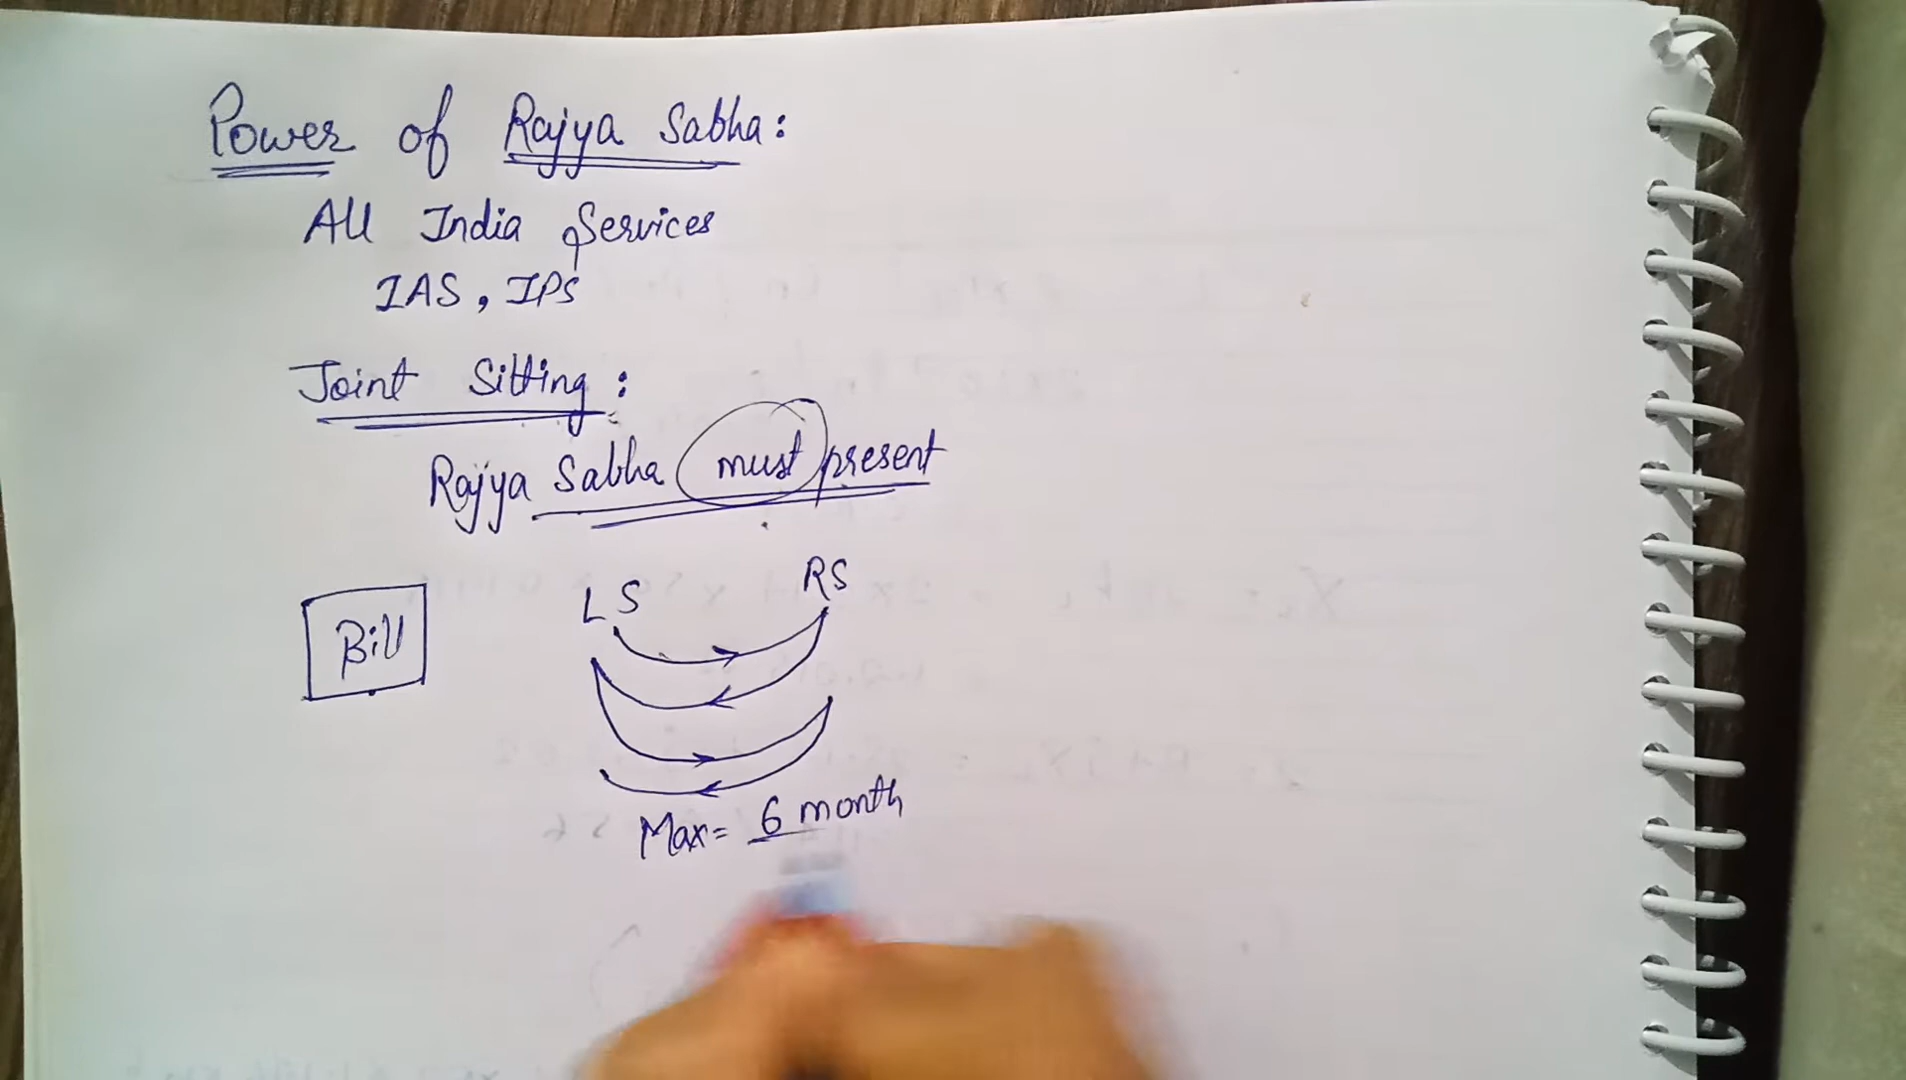 Power of Rajya Sabha:
All India Services
IAS, IPS
Joint Sitting:
Rajya Sabha must present
Bill
LS RS
Max= 6 month